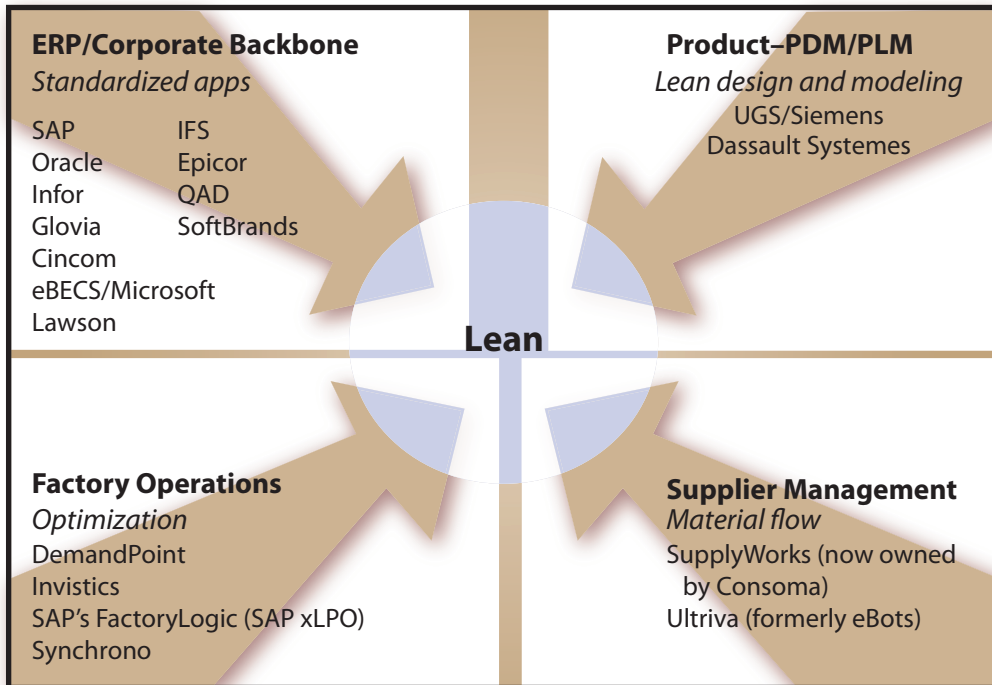 ERP/Corporate Backbone
Standardized apps
SAP IFS
Oracle Epicor
Infor QAD
Glovia SoftBrands
Cincom
eBECS/Microsoft
Lawson
Product–PDM/PLM
Lean design and modeling
UGS/Siemens
Dassault Systemes
Lean
Factory Operations
Optimization
DemandPoint
Invistics
SAP's FactoryLogic (SAP xLPO)
Synchrono
Supplier Management
Material flow
SupplyWorks (now owned
by Consoma)
Ultriva (formerly eBots)